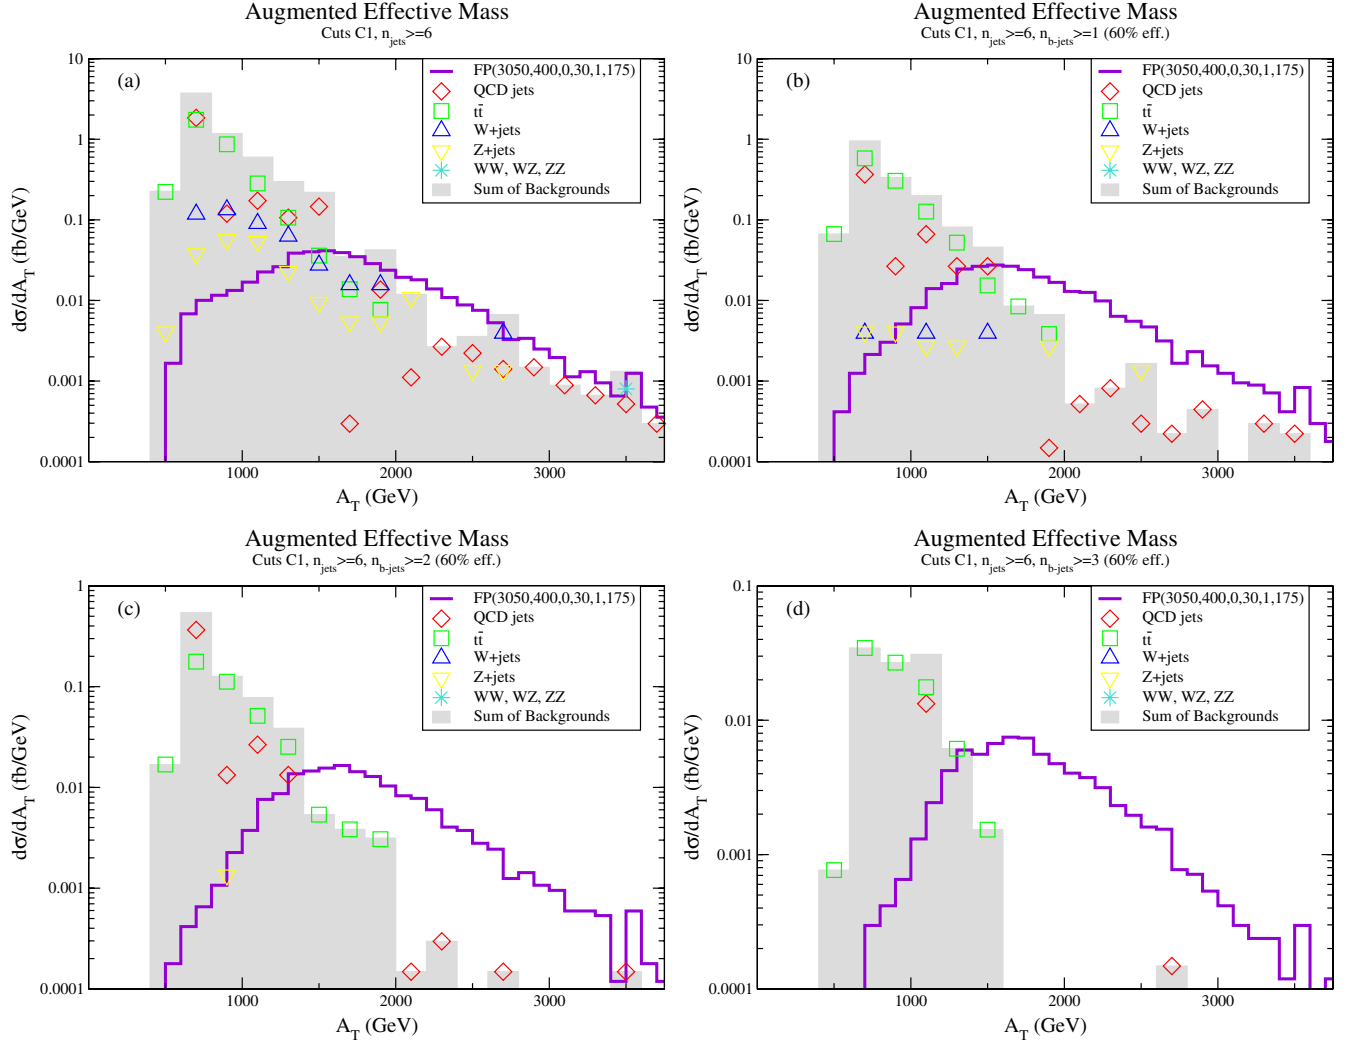 Augmented Effective Mass
Cuts C1, n_jets>=6
(a)
FP(3050,400,0,30,1,175)
QCD jets
tt̄
W+jets
Z+jets
WW, WZ, ZZ
Sum of Backgrounds
10
1
0.1
0.01
0.001
0.0001
dσ/dA_T (fb/GeV)
1000 2000 3000
A_T (GeV)
Augmented Effective Mass
Cuts C1, n_jets>=6, n_b-jets>=1 (60% eff.)
(b)
FP(3050,400,0,30,1,175)
QCD jets
tt̄
W+jets
Z+jets
WW, WZ, ZZ
Sum of Backgrounds
10
1
0.1
0.01
0.001
0.0001
dσ/dA_T (fb/GeV)
1000 2000 3000
A_T (GeV)
Augmented Effective Mass
Cuts C1, n_jets>=6, n_b-jets>=2 (60% eff.)
(c)
FP(3050,400,0,30,1,175)
QCD jets
tt̄
W+jets
Z+jets
WW, WZ, ZZ
Sum of Backgrounds
1
0.1
0.01
0.001
0.0001
dσ/dA_T (fb/GeV)
1000 2000 3000
A_T (GeV)
Augmented Effective Mass
Cuts C1, n_jets>=6, n_b-jets>=3 (60% eff.)
(d)
FP(3050,400,0,30,1,175)
QCD jets
tt̄
W+jets
Z+jets
WW, WZ, ZZ
Sum of Backgrounds
0.1
0.01
0.001
0.0001
dσ/dA_T (fb/GeV)
1000 2000 3000
A_T (GeV)